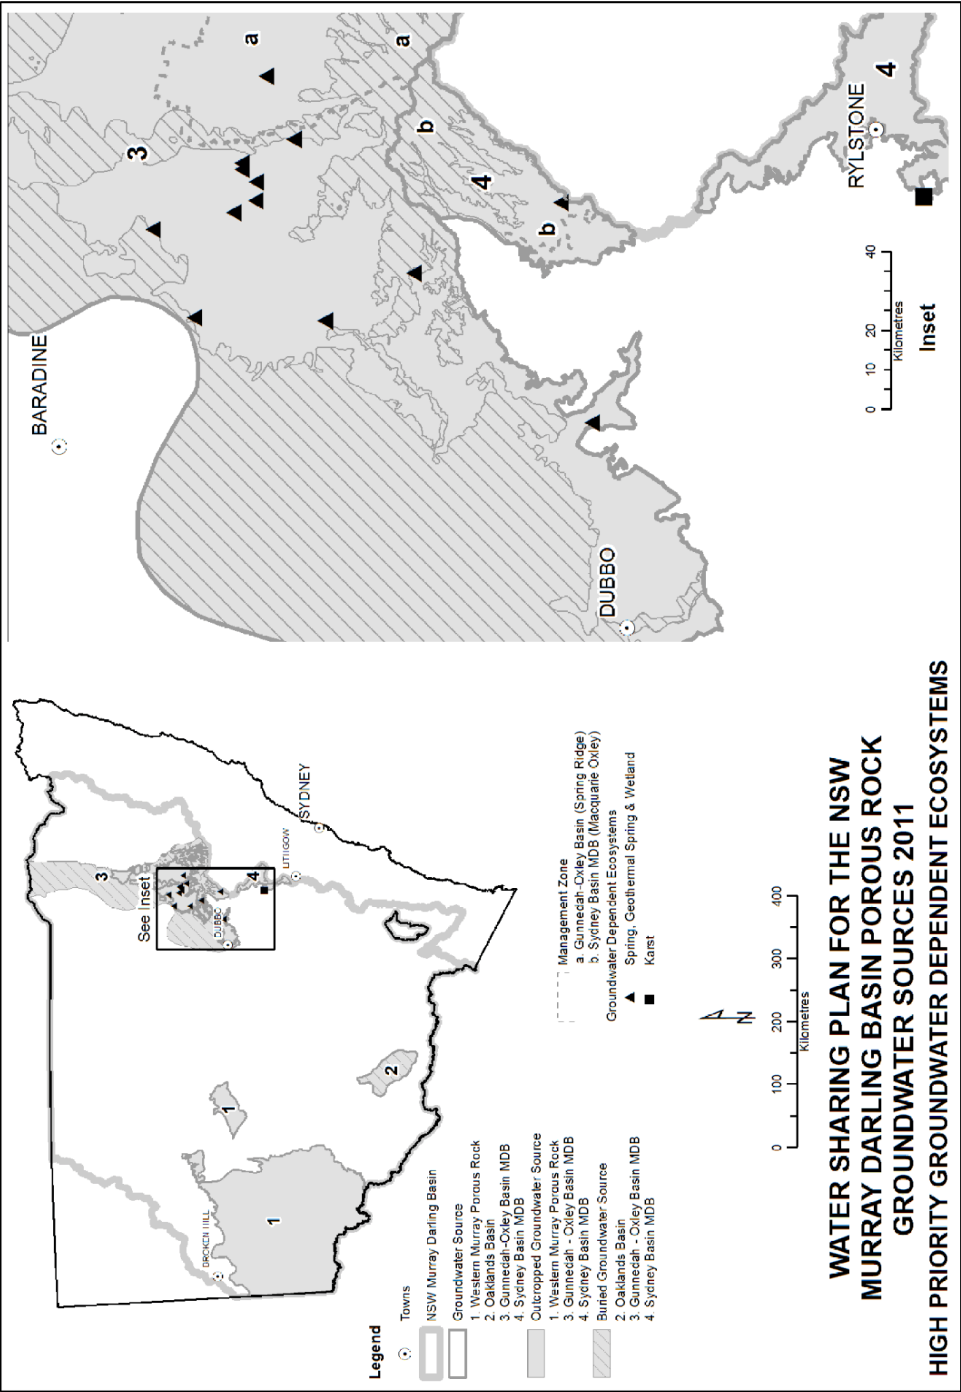 3
See Inset
4
DUBBO
LITHGOW
SYDNEY
1
2
BROKEN HILL
1
Legend
Towns
NSW Murray Darling Basin
Groundwater Source
1. Western Murray Porous Rock
2. Oaklands Basin
3. Gunnedah-Oxley Basin MDB
4. Sydney Basin MDB
Outcropped Groundwater Source
1. Western Murray Porous Rock
3. Gunnedah - Oxley Basin MDB
4. Sydney Basin MDB
Buried Groundwater Source
2. Oaklands Basin
3. Gunnedah - Oxley Basin MDB
4 Sydney Basin MDB
Management Zone
a. Gunnedah-Oxley Basin (Spring Ridge)
b. Sydney Basin MDB (Macquarie Oxley)
Groundwater Dependent Ecosystems
Spring, Geothermal Spring & Wetland
Karst
N
0 100 200 300 400
Kilometres
WATER SHARING PLAN FOR THE NSW
MURRAY DARLING BASIN POROUS ROCK
GROUNDWATER SOURCES 2011
HIGH PRIORITY GROUNDWATER DEPENDENT ECOSYSTEMS
BARADINE
3
a
a
b
4
b
DUBBO
RYLSTONE
4
0 10 20 40
Kilometres
Inset